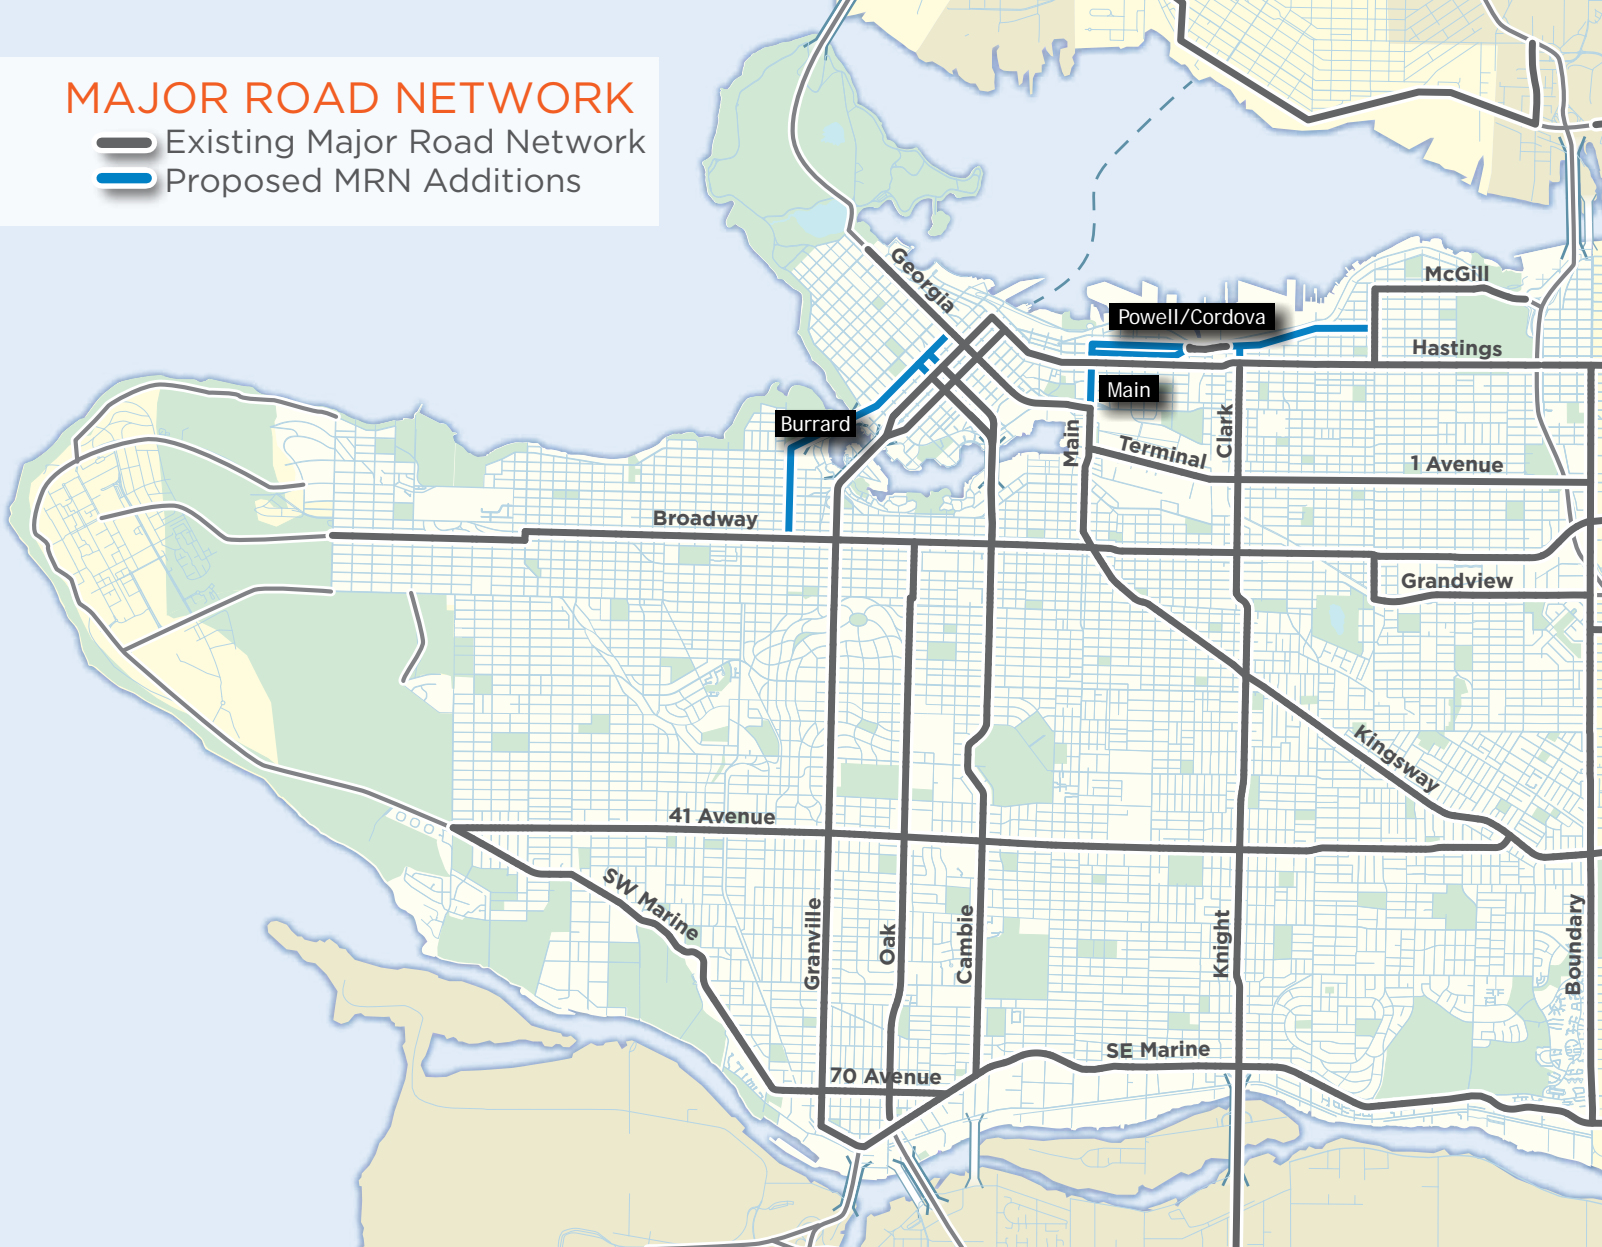 MAJOR ROAD NETWORK
Existing Major Road Network
Proposed MRN Additions
Georgia
McGill
Powell/Cordova
Hastings
Main
Burrard
Main
Clark
Terminal
1 Avenue
Broadway
Grandview
Kingsway
41 Avenue
SW Marine
Granville
Oak
Cambie
Knight
Boundary
SE Marine
70 Avenue